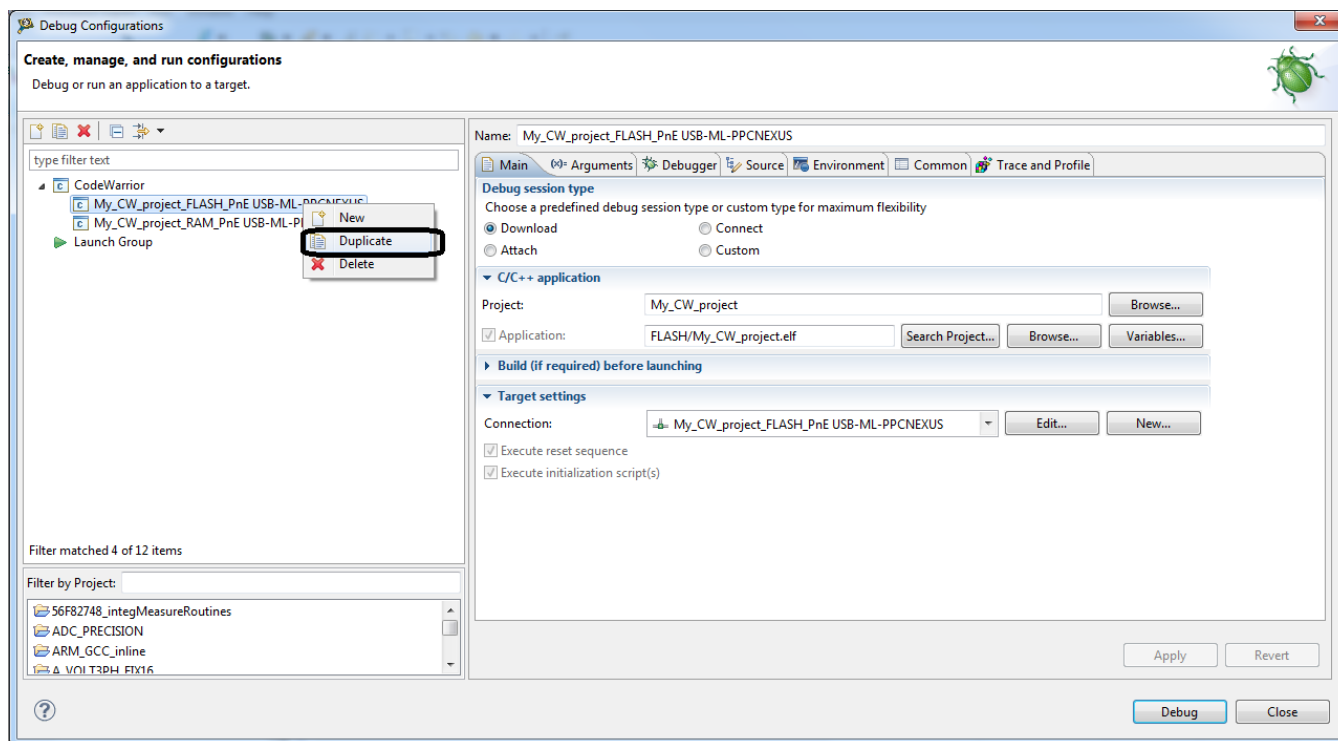 Debug Configurations
Create, manage, and run configurations
Debug or run an application to a target.
type filter text
CodeWarrior
My_CW_project_FLASH_PnE USB-ML-PPCNEXUS
My_CW_project_RAM_PnE USB-ML-
Launch Group
New
Duplicate
Delete
Filter matched 4 of 12 items
Filter by Project:
56F82748_integMeasureRoutines
ADC_PRECISION
ARM_GCC_inline
A_VOLT3PH_FIX16
Name: My_CW_project_FLASH_PnE USB-ML-PPCNEXUS
Main (x)= Arguments Debugger Source Environment Common Trace and Profile
Debug session type
Choose a predefined debug session type or custom type for maximum flexibility
Download Connect
Attach Custom
C/C++ application
Project: My_CW_project Browse...
Application: FLASH/My_CW_project.elf Search Project... Browse... Variables...
Build (if required) before launching
Target settings
Connection: My_CW_project_FLASH_PnE USB-ML-PPCNEXUS Edit... New...
Execute reset sequence
Execute initialization script(s)
Apply Revert
? Debug Close